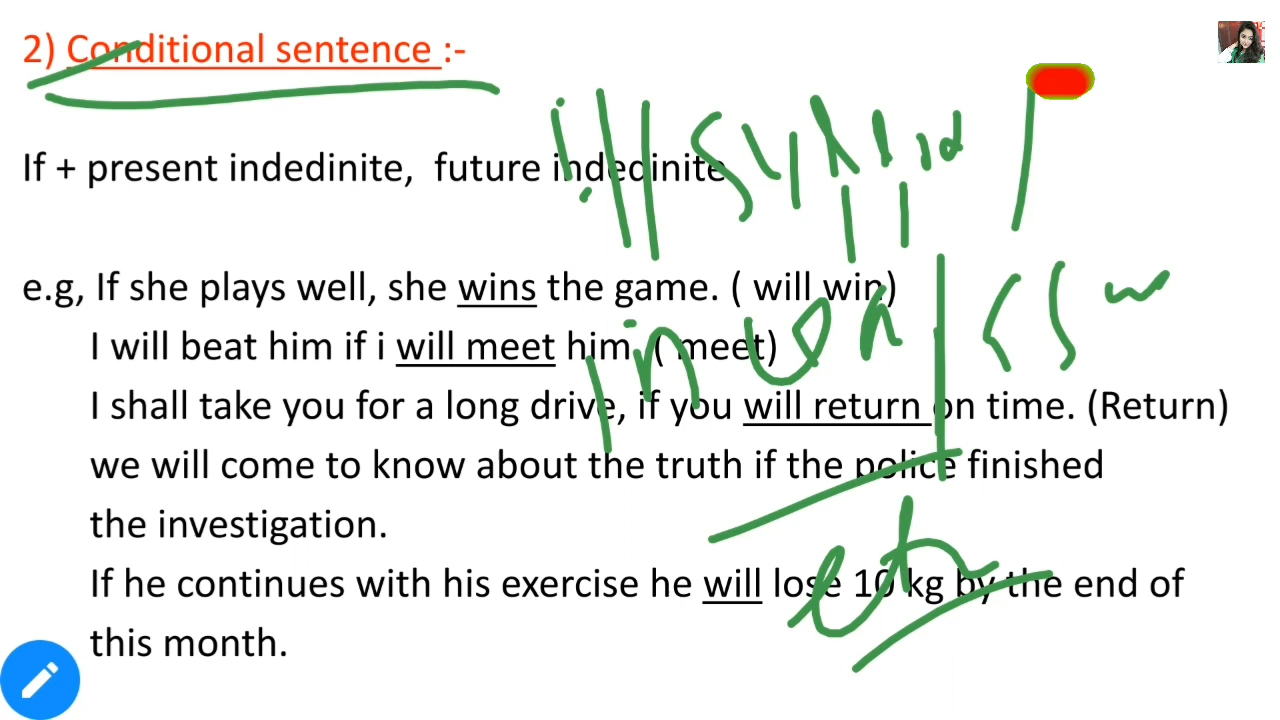 2) Conditional sentence :-
If + present indedinite, future indedinite
e.g, If she plays well, she wins the game. ( will win)
I will beat him if i will meet him. ( meet)
I shall take you for a long drive, if you will return on time. (Return)
we will come to know about the truth if the police finished
the investigation.
If he continues with his exercise he will lose 10 kg by the end of
this month.